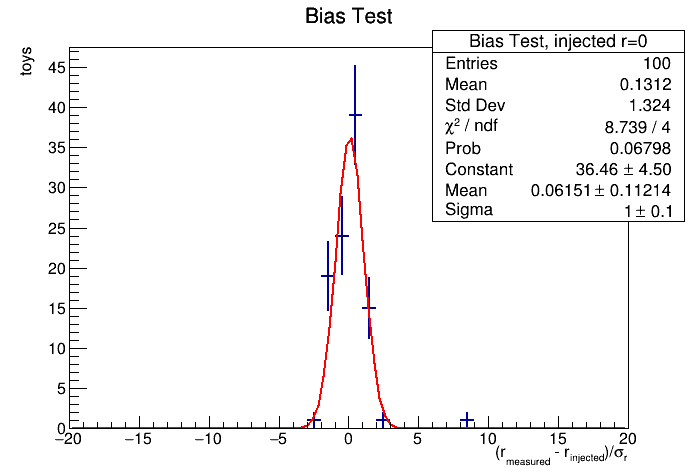 Bias Test
toys
Bias Test, injected r=0
Entries 100
Mean 0.1312
Std Dev 1.324
χ² / ndf 8.739 / 4
Prob 0.06798
Constant 36.46 ± 4.50
Mean 0.06151 ± 0.11214
Sigma 1 ± 0.1
45
40
35
30
25
20
15
10
5
0
−20 −15 −10 −5 0 5 10 15 20
(r_measured - r_injected)/σ_r